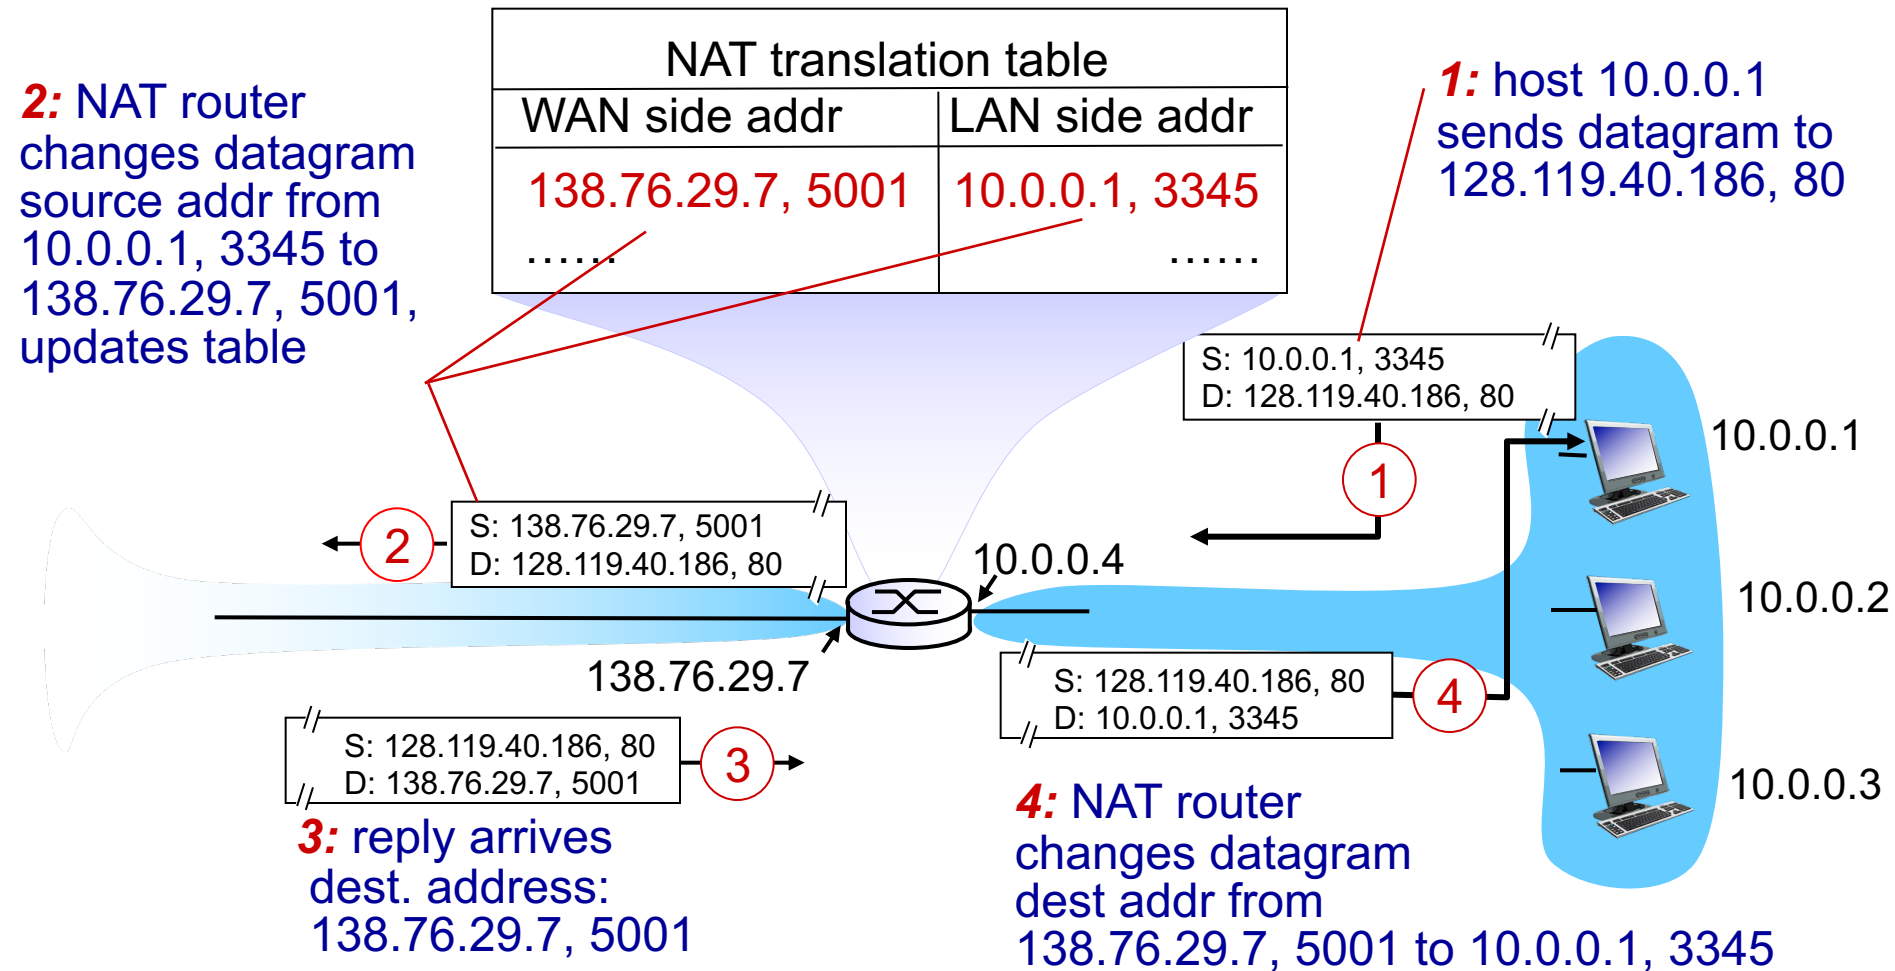 NAT translation table
WAN side addr LAN side addr
138.76.29.7, 5001 10.0.0.1, 3345
...... ......
2: NAT router
changes datagram
source addr from
10.0.0.1, 3345 to
138.76.29.7, 5001,
updates table
1: host 10.0.0.1
sends datagram to
128.119.40.186, 80
S: 10.0.0.1, 3345
D: 128.119.40.186, 80
1
10.0.0.1
S: 138.76.29.7, 5001
D: 128.119.40.186, 80
2
10.0.0.4
10.0.0.2
138.76.29.7
S: 128.119.40.186, 80
D: 10.0.0.1, 3345
4
S: 128.119.40.186, 80
D: 138.76.29.7, 5001
3
10.0.0.3
3: reply arrives
dest. address:
138.76.29.7, 5001
4: NAT router
changes datagram
dest addr from
138.76.29.7, 5001 to 10.0.0.1, 3345